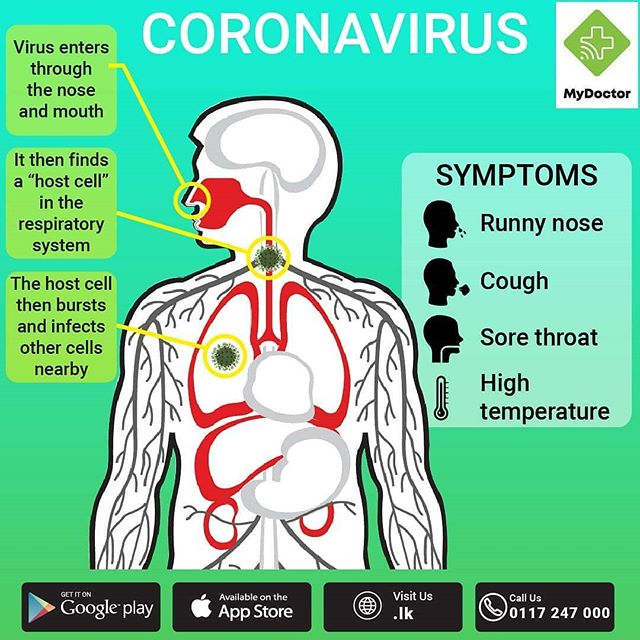 CORONAVIRUS
MyDoctor
Virus enters
through
the nose
and mouth
It then finds
a “host cell”
in the
respiratory
system
The host cell
then bursts
and infects
other cells
nearby
SYMPTOMS
Runny nose
Cough
Sore throat
High
temperature
GET IT ON
Google play
Available on the
App Store
Visit Us
.lk
Call Us
0117 247 000